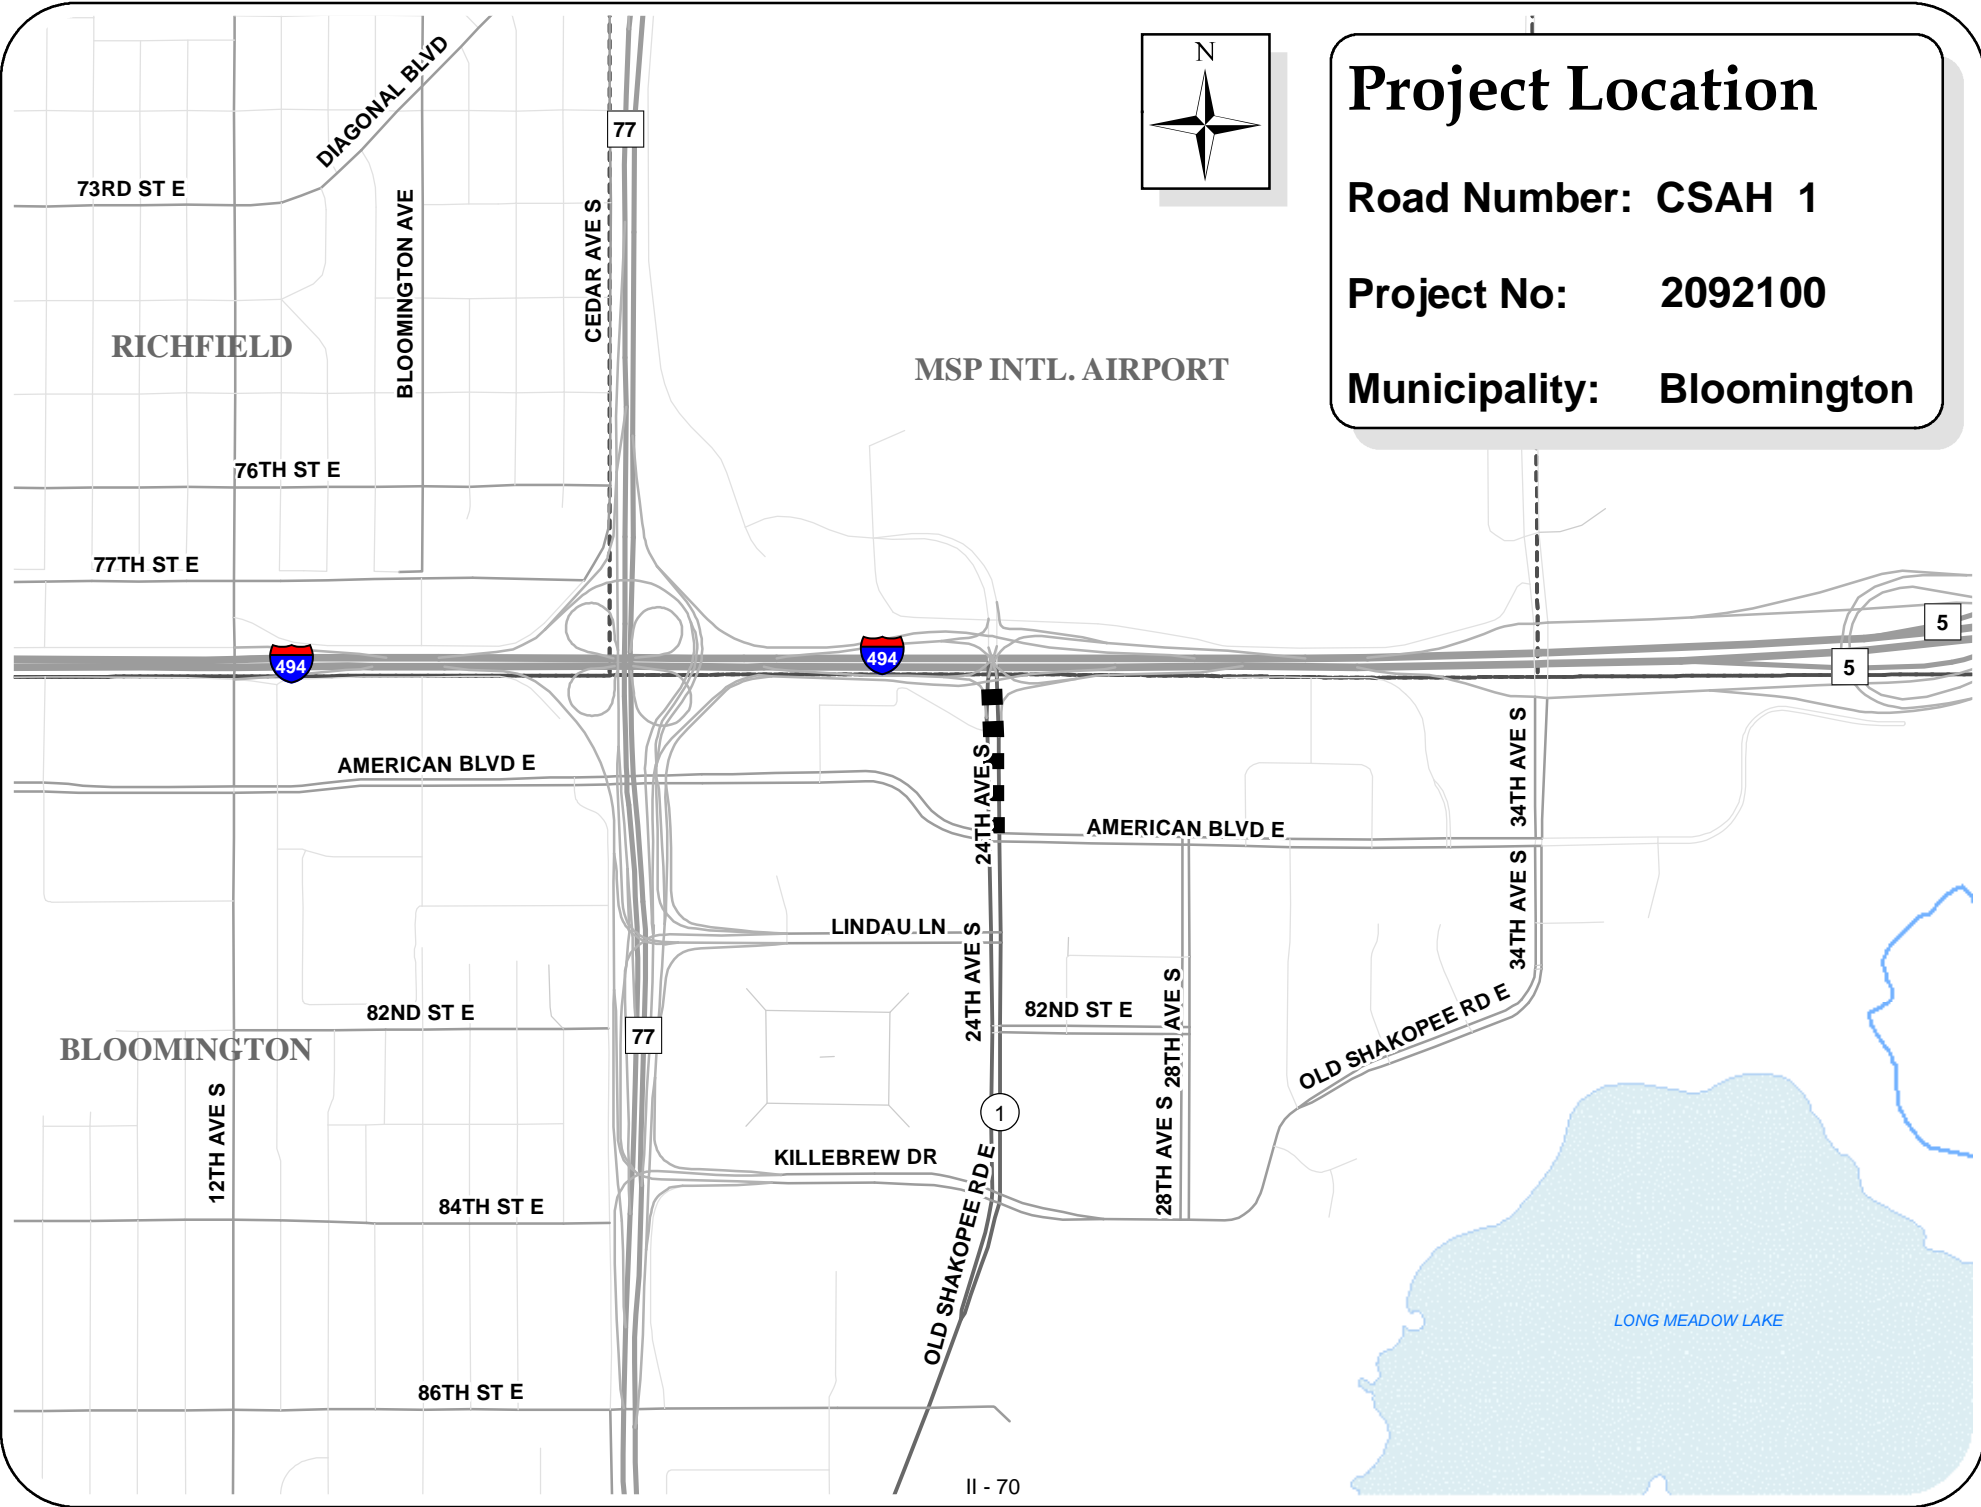 N
Project Location
Road Number: CSAH 1
Project No: 2092100
Municipality: Bloomington
DIAGONAL BLVD
77
73RD ST E
BLOOMINGTON AVE
CEDAR AVE S
RICHFIELD
MSP INTL. AIRPORT
76TH ST E
77TH ST E
494
494
5
5
AMERICAN BLVD E
24TH AVE S
34TH AVE S
AMERICAN BLVD E
34TH AVE S
LINDAU LN
24TH AVE S
82ND ST E
82ND ST E
28TH AVE S
OLD SHAKOPEE RD E
77
BLOOMINGTON
12TH AVE S
1
28TH AVE S
KILLEBREW DR
84TH ST E
OLD SHAKOPEE RD E
LONG MEADOW LAKE
86TH ST E
II - 70